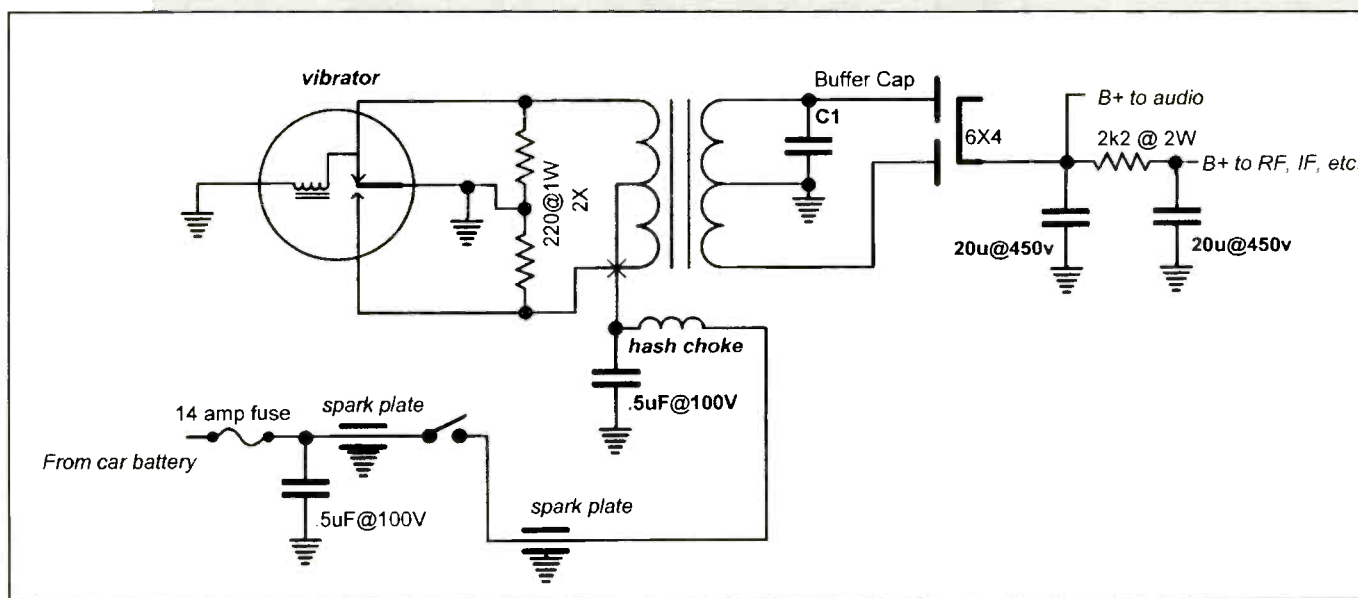 vibrator
Buffer Cap
C1
6X4
B+ to audio
2k2 @ 2W
B+ to RF, IF, etc
220@1W
2X
20u@450v
20u@450v
hash choke
.5uF@100V
14 amp fuse
spark plate
From car battery
.5uF@100V
spark plate